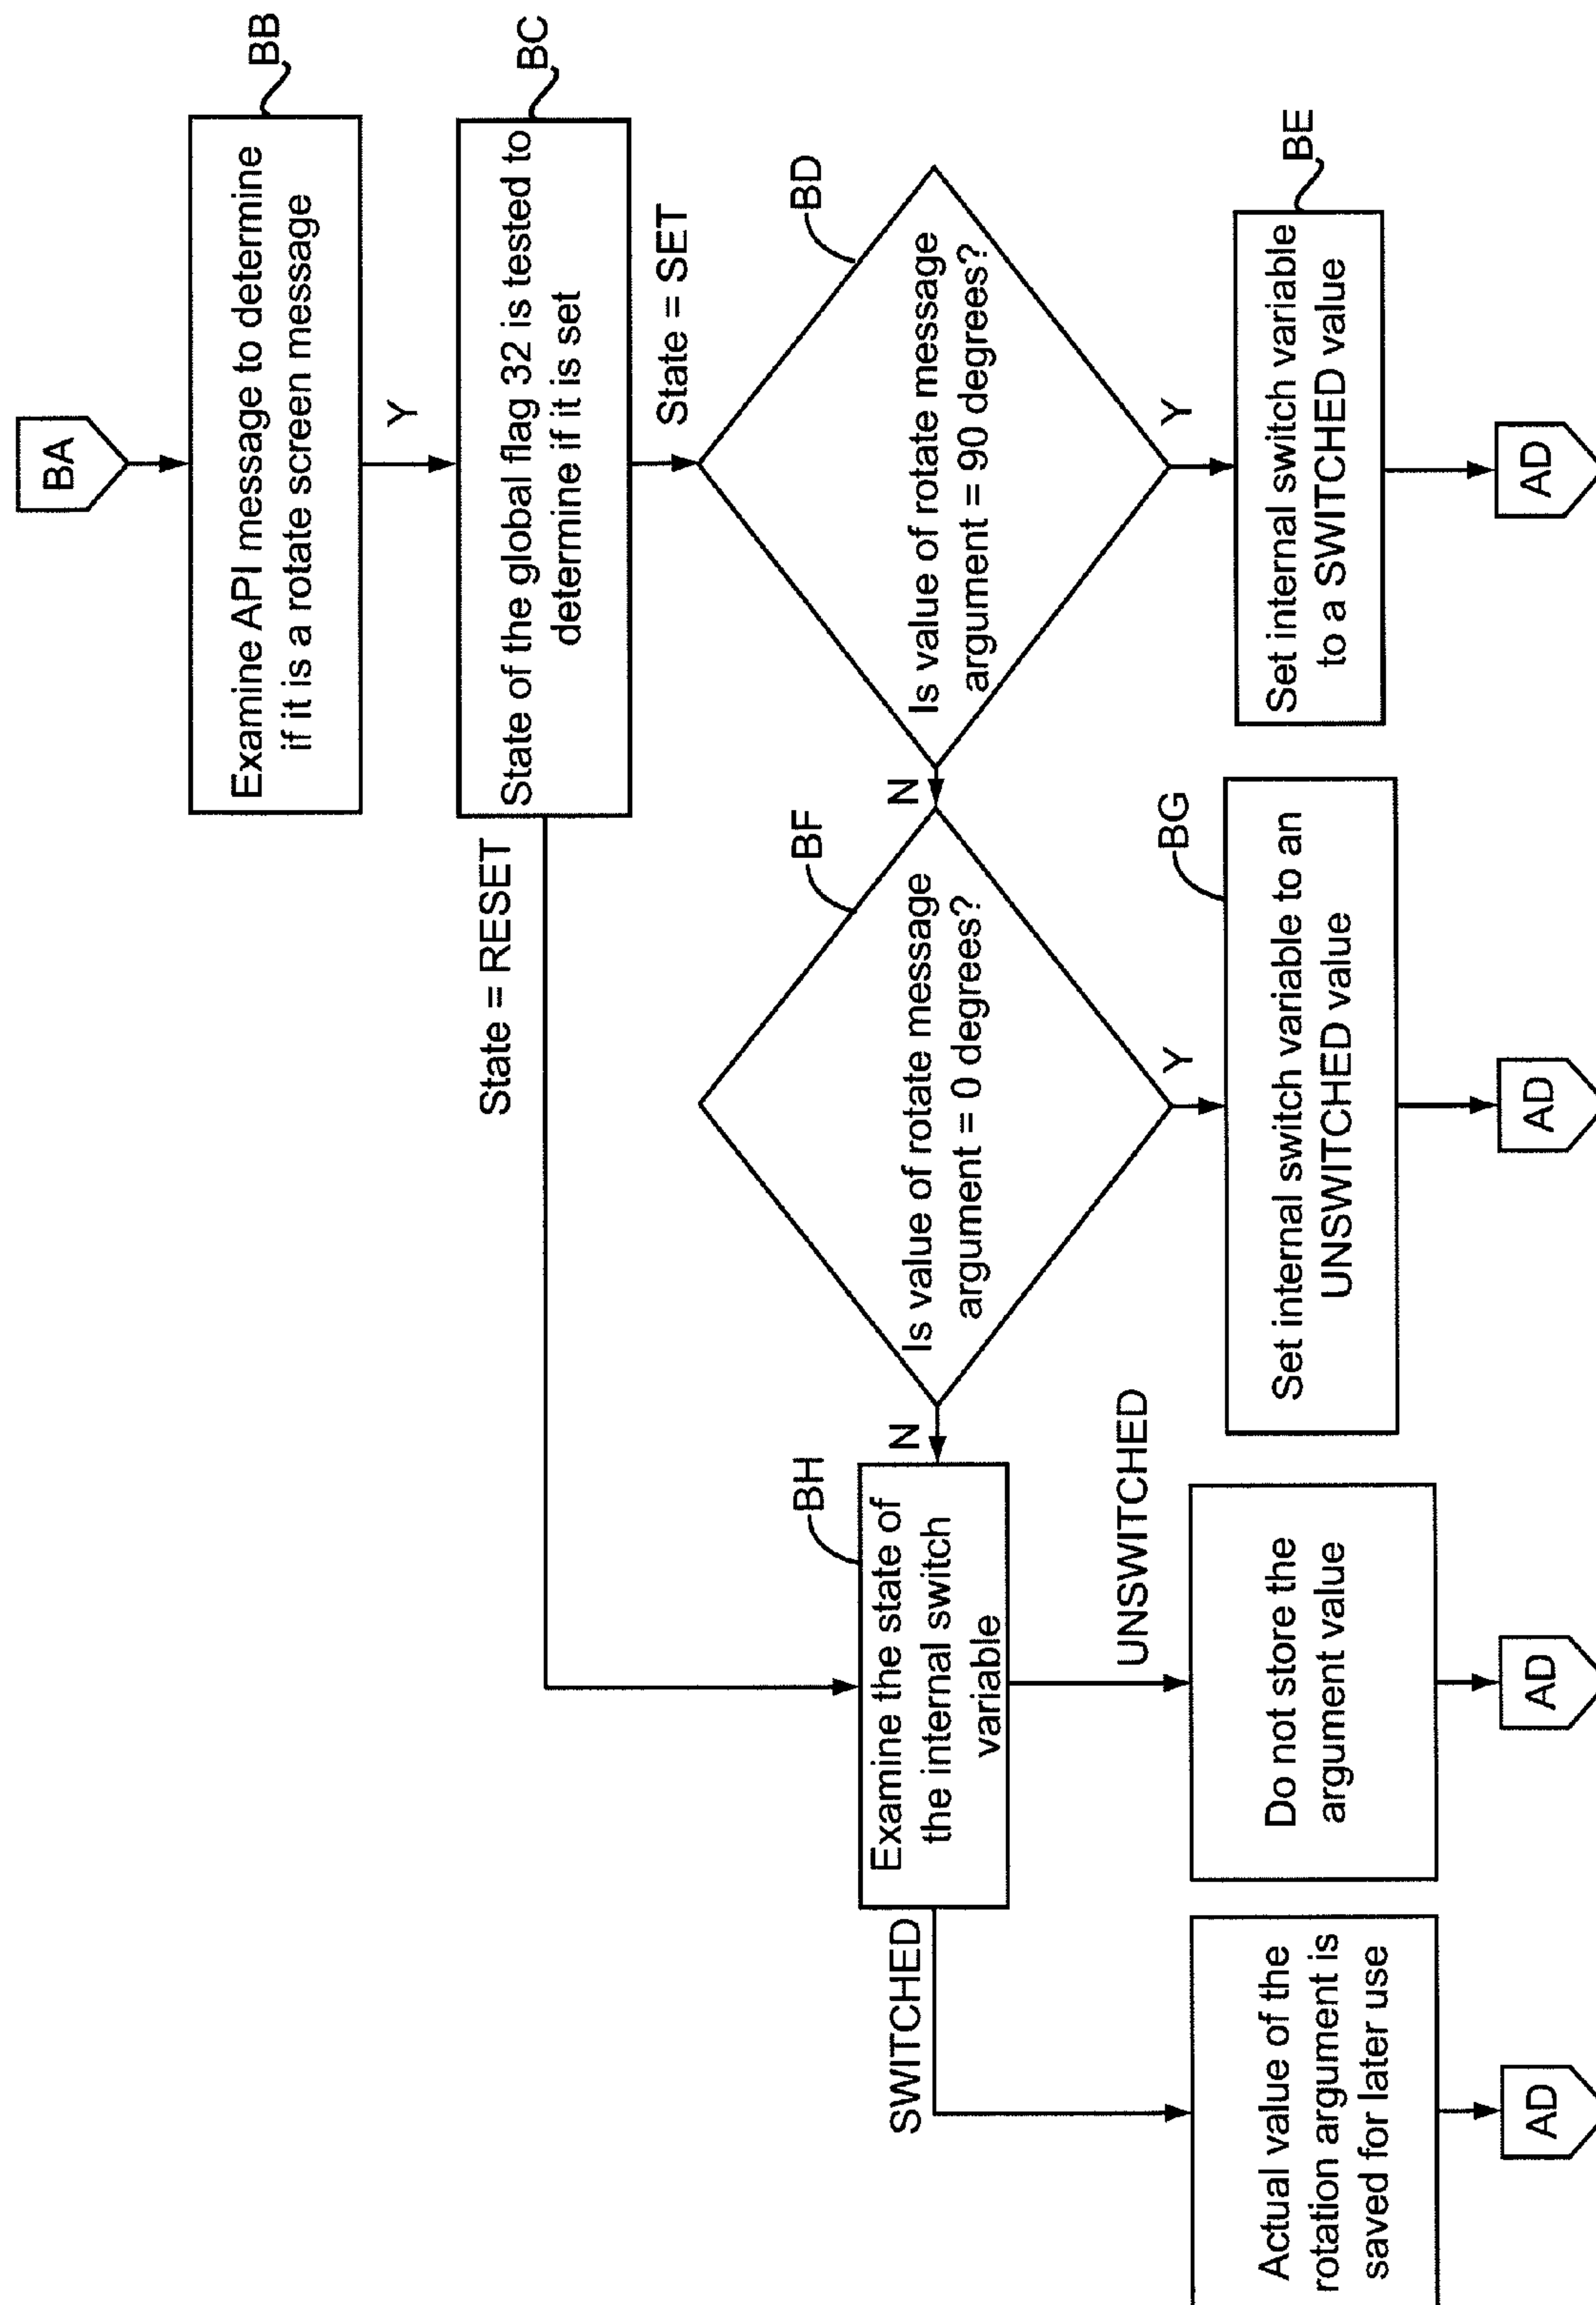 BA
BB
Examine API message to determine
if it is a rotate screen message
Y
BC
State of the global flag 32 is tested to
determine if it is set
State = RESET
State = SET
BD
Is value of rotate message
argument = 90 degrees?
N
Y
BE
Set internal switch variable
to a SWITCHED value
AD
BF
Is value of rotate message
argument = 0 degrees?
N
Y
BG
Set internal switch variable to an
UNSWITCHED value
AD
BH
Examine the state of
the internal switch
variable
UNSWITCHED
Do not store the
argument value
AD
SWITCHED
Actual value of the
rotation argument is
saved for later use
AD